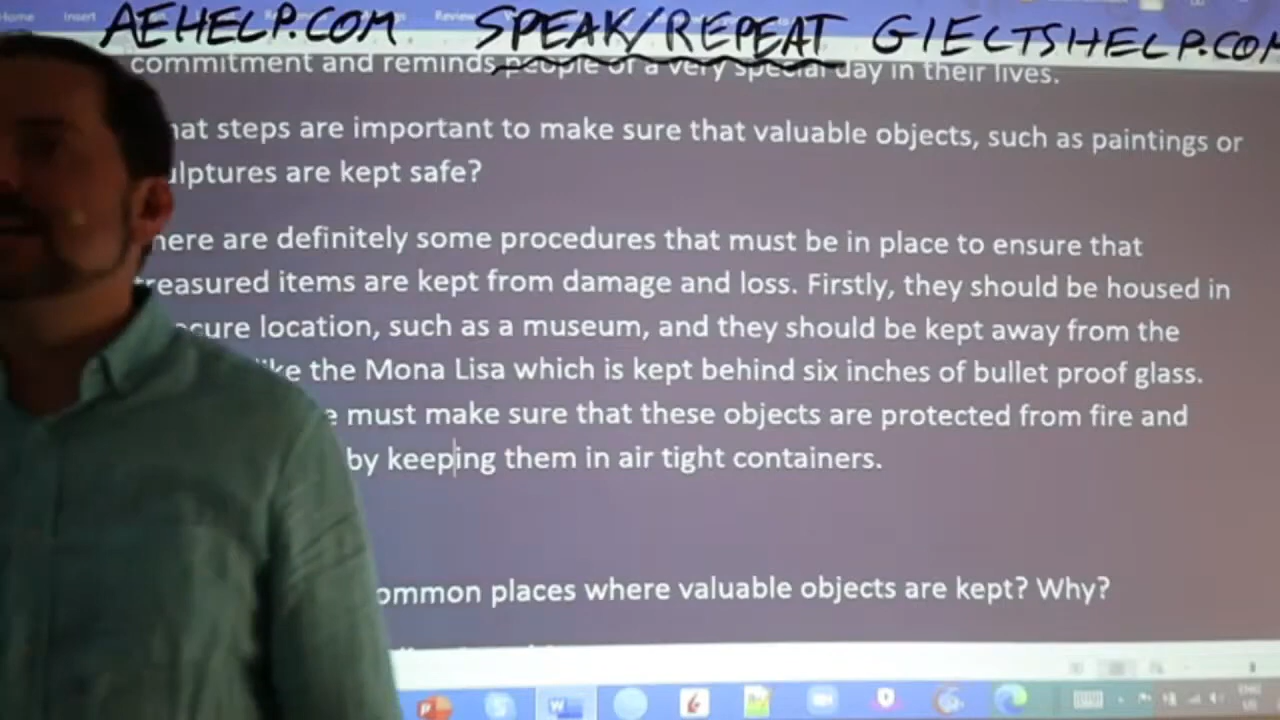 Home Insert Review
AEHELP.COM SPEAK/REPEAT GIELTSHELP.COM
commitment and reminds people of a very special day in their lives.
hat steps are important to make sure that valuable objects, such as paintings or
ulptures are kept safe?
here are definitely some procedures that must be in place to ensure that
treasured items are kept from damage and loss. Firstly, they should be housed in
cure location, such as a museum, and they should be kept away from the
ke the Mona Lisa which is kept behind six inches of bullet proof glass.
e must make sure that these objects are protected from fire and
by keeping them in air tight containers.
ommon places where valuable objects are kept? Why?